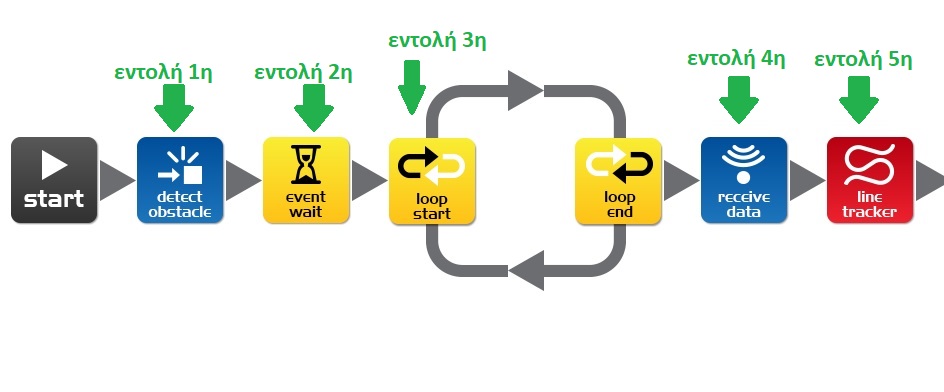 εντολή 1η
εντολή 2η
εντολή 3η
εντολή 4η
εντολή 5η
start
detect
obstacle
event
wait
loop
start
loop
end
receive
data
line
tracker